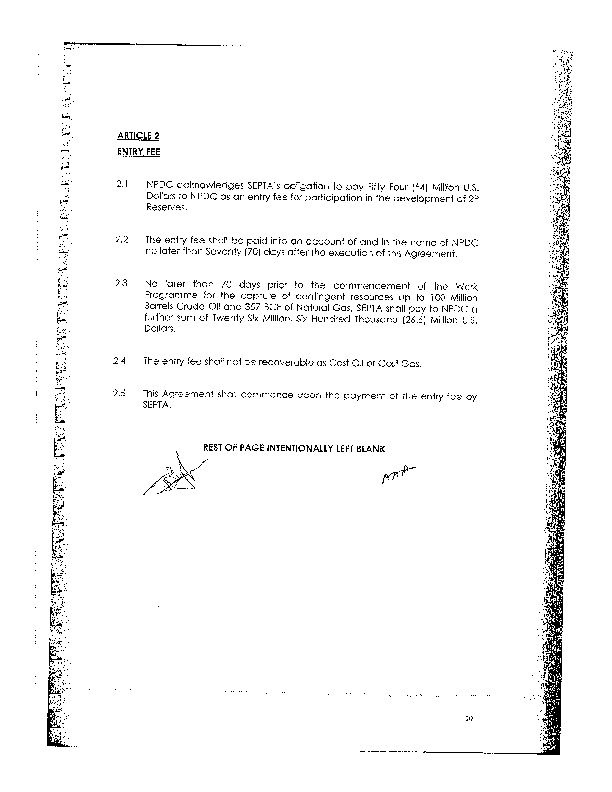 ARTICLE 2
ENTRY FEE
2.1 NPDC acknowledges SEPTA's obligation to pay Fifty Four (54) Million U.S.
Dollars to NPDC as an entry fee for participation in the development of 2P
Reserves.
2.2 The entry fee shall be paid into an account of and in the name of NPDC
no later than Seventy (70) days after the execution of this Agreement.
2.3 No later than 70 days prior to the commencement of the Work
Programme for the capture of contingent resources up to 100 Million
Barrels Crude Oil and 357 BCF of Natural Gas, SEPTA shall pay to NPDC a
further sum of Twenty Six Million, Six Hundred Thousand (26.6) Million U.S.
Dollars.
2.4 The entry fee shall not be recoverable as Cost Oil or Cost Gas.
2.5 This Agreement shall commence upon the payment of the entry fee by
SEPTA.
REST OF PAGE INTENTIONALLY LEFT BLANK